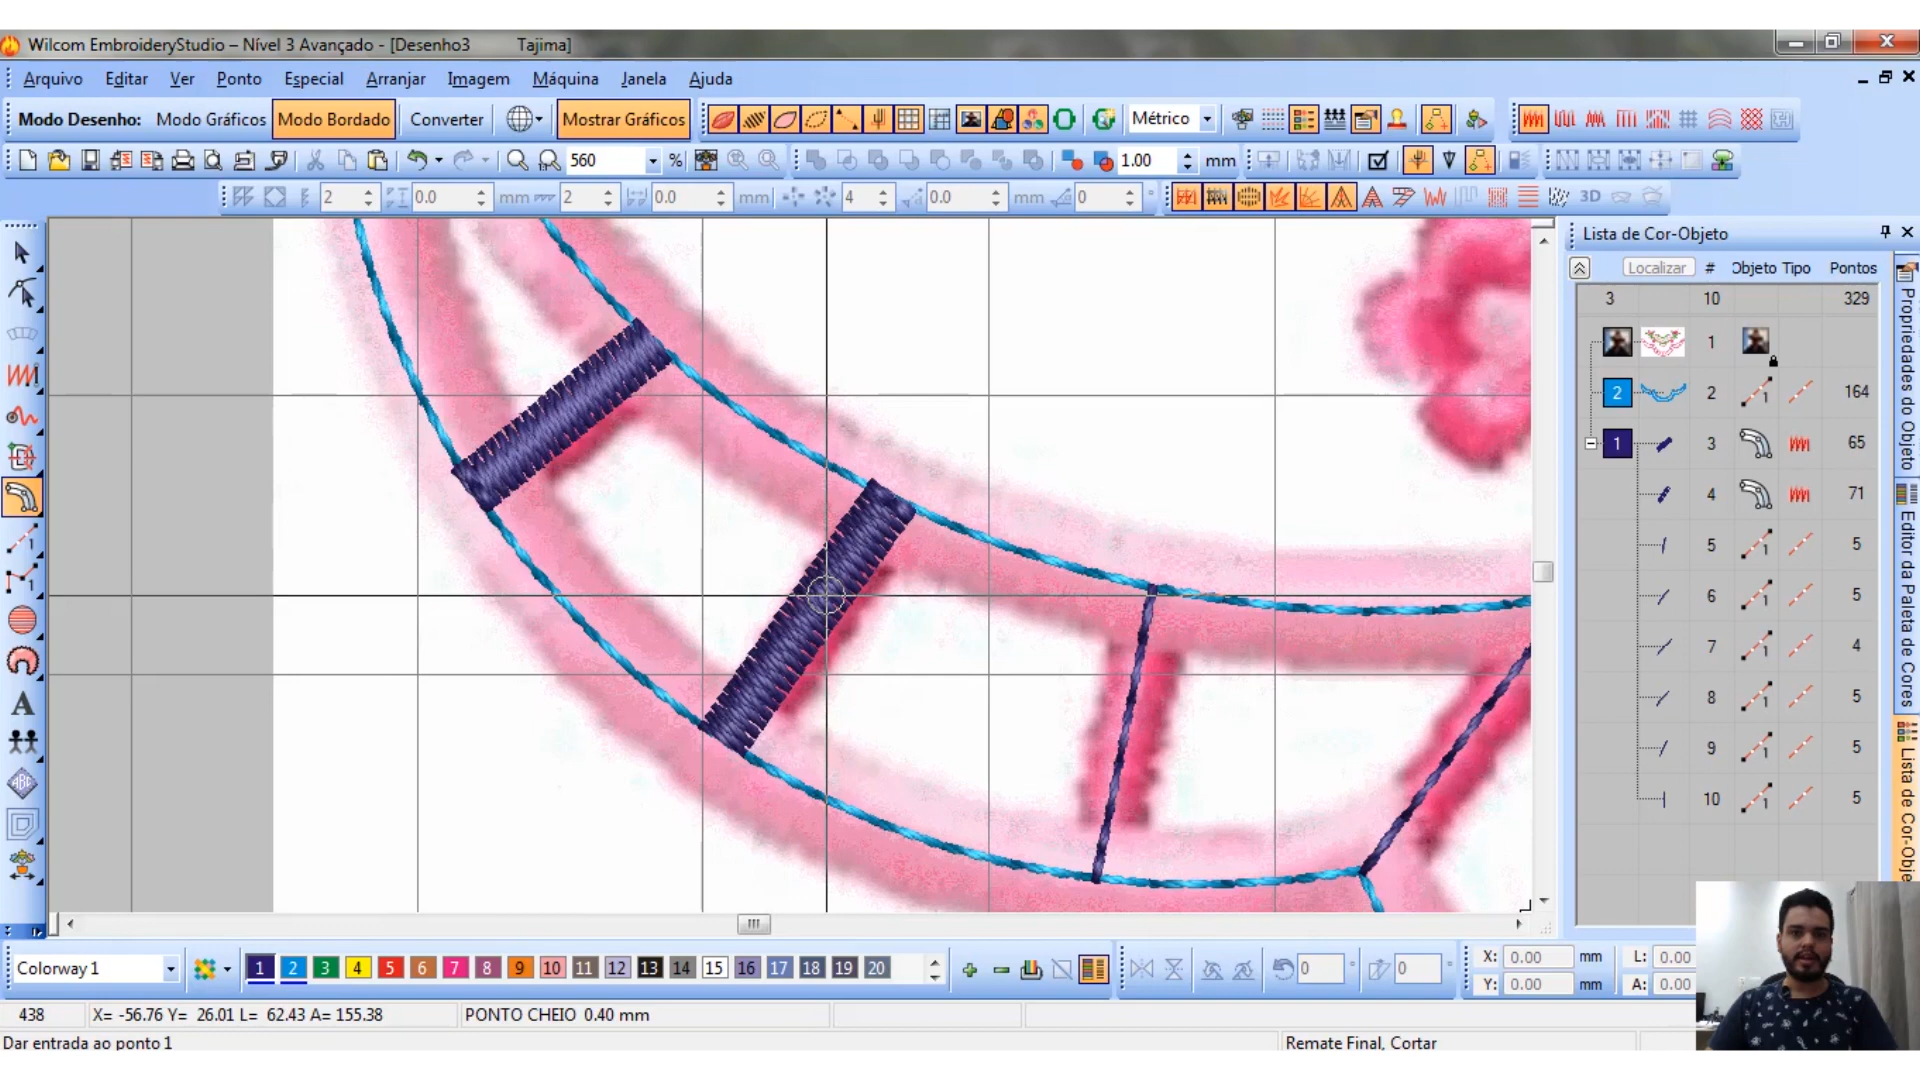 Wilcom EmbroideryStudio – Nível 3 Avançado - [Desenho3 Tajima]
Arquivo Editar Ver Ponto Especial Arranjar Imagem Máquina Janela Ajuda
Modo Desenho: Modo Gráficos Modo Bordado Converter Mostrar Gráficos Métrico
560 % 1.00 mm
2 0.0 mm 2 0.0 mm 4 0.0 mm 0 ° 3D
Lista de Cor-Objeto
Localizar # Objeto Tipo Pontos
3 10 329
1
2 2 164
1 3 65
4 71
5 5
6 5
7 4
8 5
9 5
10 5
Propriedades do Objeto
Editor da Paleta de Cores
Lista de Cor-Obje
A
ABC
Colorway 1
1 2 3 4 5 6 7 8 9 10 11 12 13 14 15 16 17 18 19 20
0 ° 0 °
X: 0.00 mm L: 0.00
Y: 0.00 mm A: 0.00
438 X= -56.76 Y= 26.01 L= 62.43 A= 155.38 PONTO CHEIO 0.40 mm
Dar entrada ao ponto 1 Remate Final, Cortar